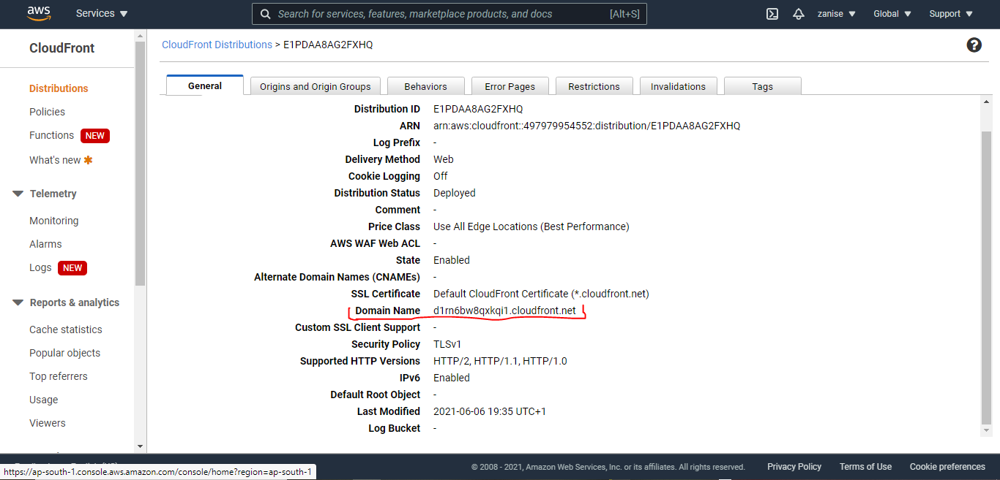 aws Services Search for services, features, marketplace products, and docs [Alt+S] zanise Global Support
CloudFront
Distributions
Policies
Functions NEW
What's new
Telemetry
Monitoring
Alarms
Logs NEW
Reports & analytics
Cache statistics
Popular objects
Top referrers
Usage
Viewers
CloudFront Distributions > E1PDAA8AG2FXHQ
General Origins and Origin Groups Behaviors Error Pages Restrictions Invalidations Tags
Distribution ID E1PDAA8AG2FXHQ
ARN arn:aws:cloudfront::497979954552:distribution/E1PDAA8AG2FXHQ
Log Prefix -
Delivery Method Web
Cookie Logging Off
Distribution Status Deployed
Comment -
Price Class Use All Edge Locations (Best Performance)
AWS WAF Web ACL -
State Enabled
Alternate Domain Names (CNAMEs) -
SSL Certificate Default CloudFront Certificate (*.cloudfront.net)
Domain Name d1rn6bw8qxkqi1.cloudfront.net
Custom SSL Client Support -
Security Policy TLSv1
Supported HTTP Versions HTTP/2, HTTP/1.1, HTTP/1.0
IPv6 Enabled
Default Root Object -
Last Modified 2021-06-06 19:35 UTC+1
Log Bucket -
© 2008 - 2021, Amazon Web Services, Inc. or its affiliates. All rights reserved. Privacy Policy Terms of Use Cookie preferences
https://ap-south-1.console.aws.amazon.com/console/home?region=ap-south-1